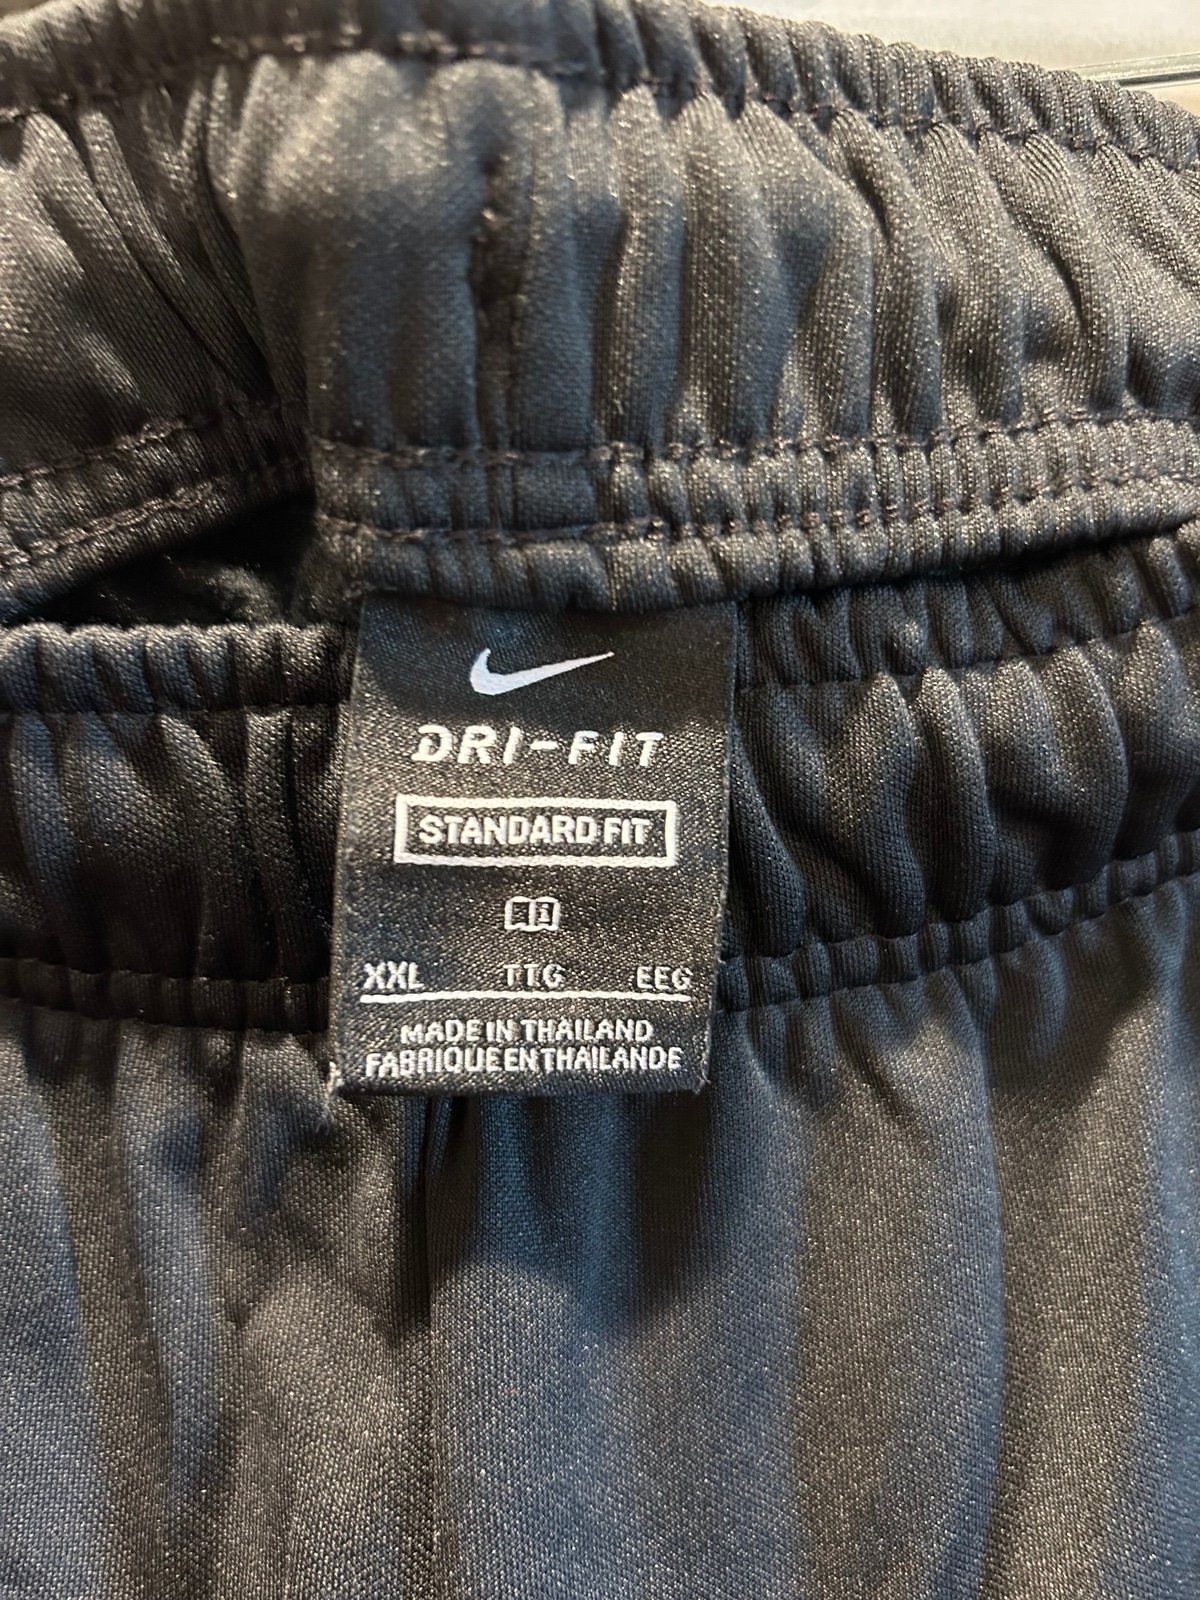 DRI-FIT
STANDARD FIT
i
XXL TTG EEG
MADE IN THAILAND
FABRIQUE EN THAILANDE